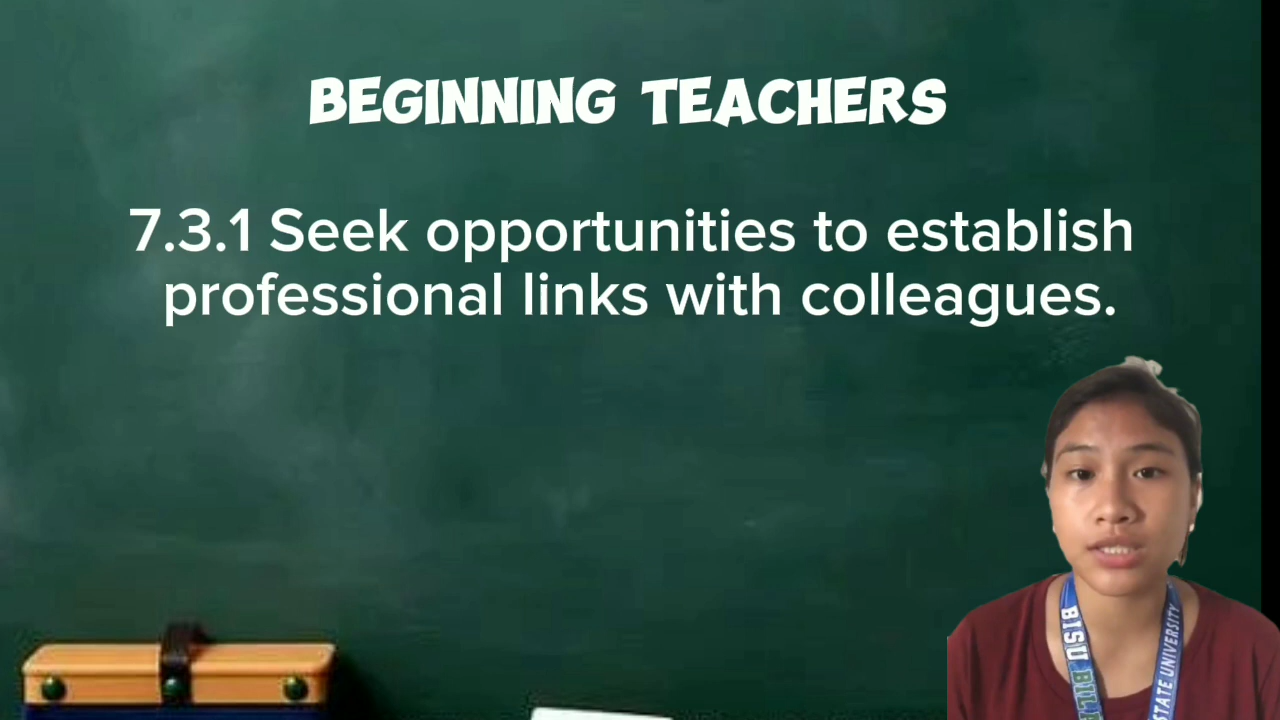 BEGINNING TEACHERS
7.3.1 Seek opportunities to establish
professional links with colleagues.
BISU
STATE UNIVERSITY